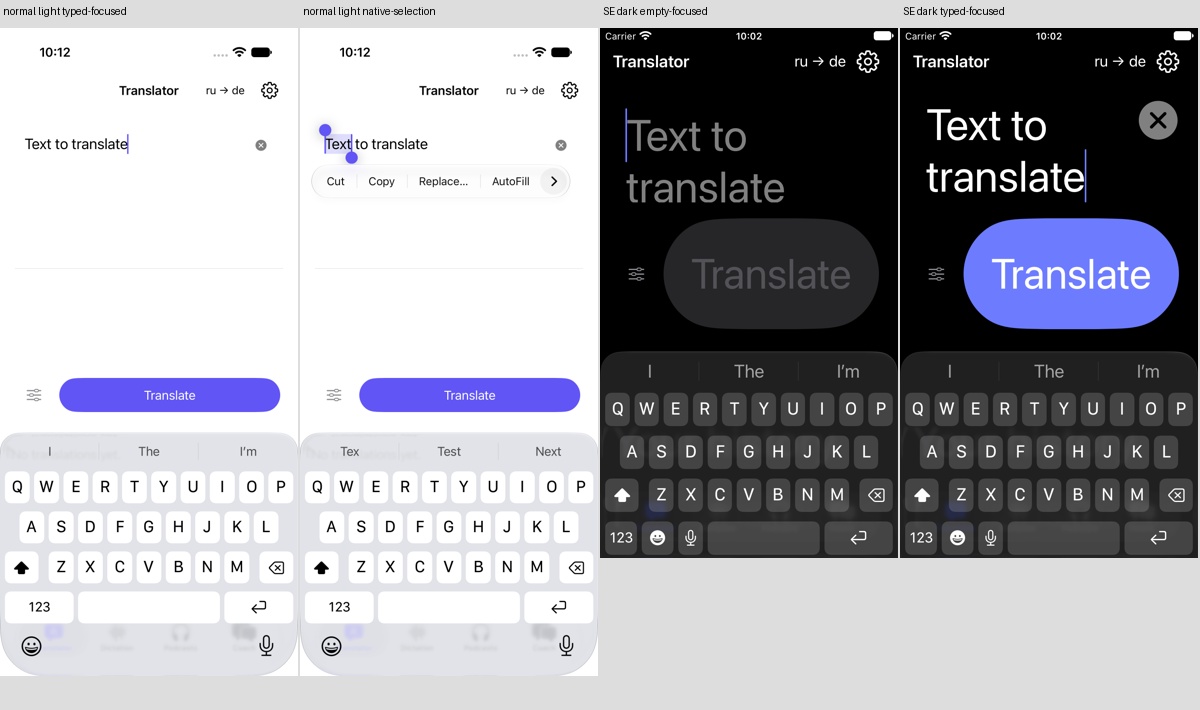 normal light typed-focused
10:12
Translator
ru → de
Text to translate
Translate
I The I'm
Q W E R T Y U I O P
A S D F G H J K L
Z X C V B N M
123
normal light native-selection
10:12
Translator
ru → de
Text to translate
Cut Copy Replace... AutoFill
Translate
Tex Test Next
Q W E R T Y U I O P
A S D F G H J K L
Z X C V B N M
123
SE dark empty-focused
Carrier 10:02
Translator
ru → de
Text to
translate
Translate
I The I'm
Q W E R T Y U I O P
A S D F G H J K L
Z X C V B N M
123
SE dark typed-focused
Carrier 10:02
Translator
ru → de
Text to
translate
Translate
I The I'm
Q W E R T Y U I O P
A S D F G H J K L
Z X C V B N M
123